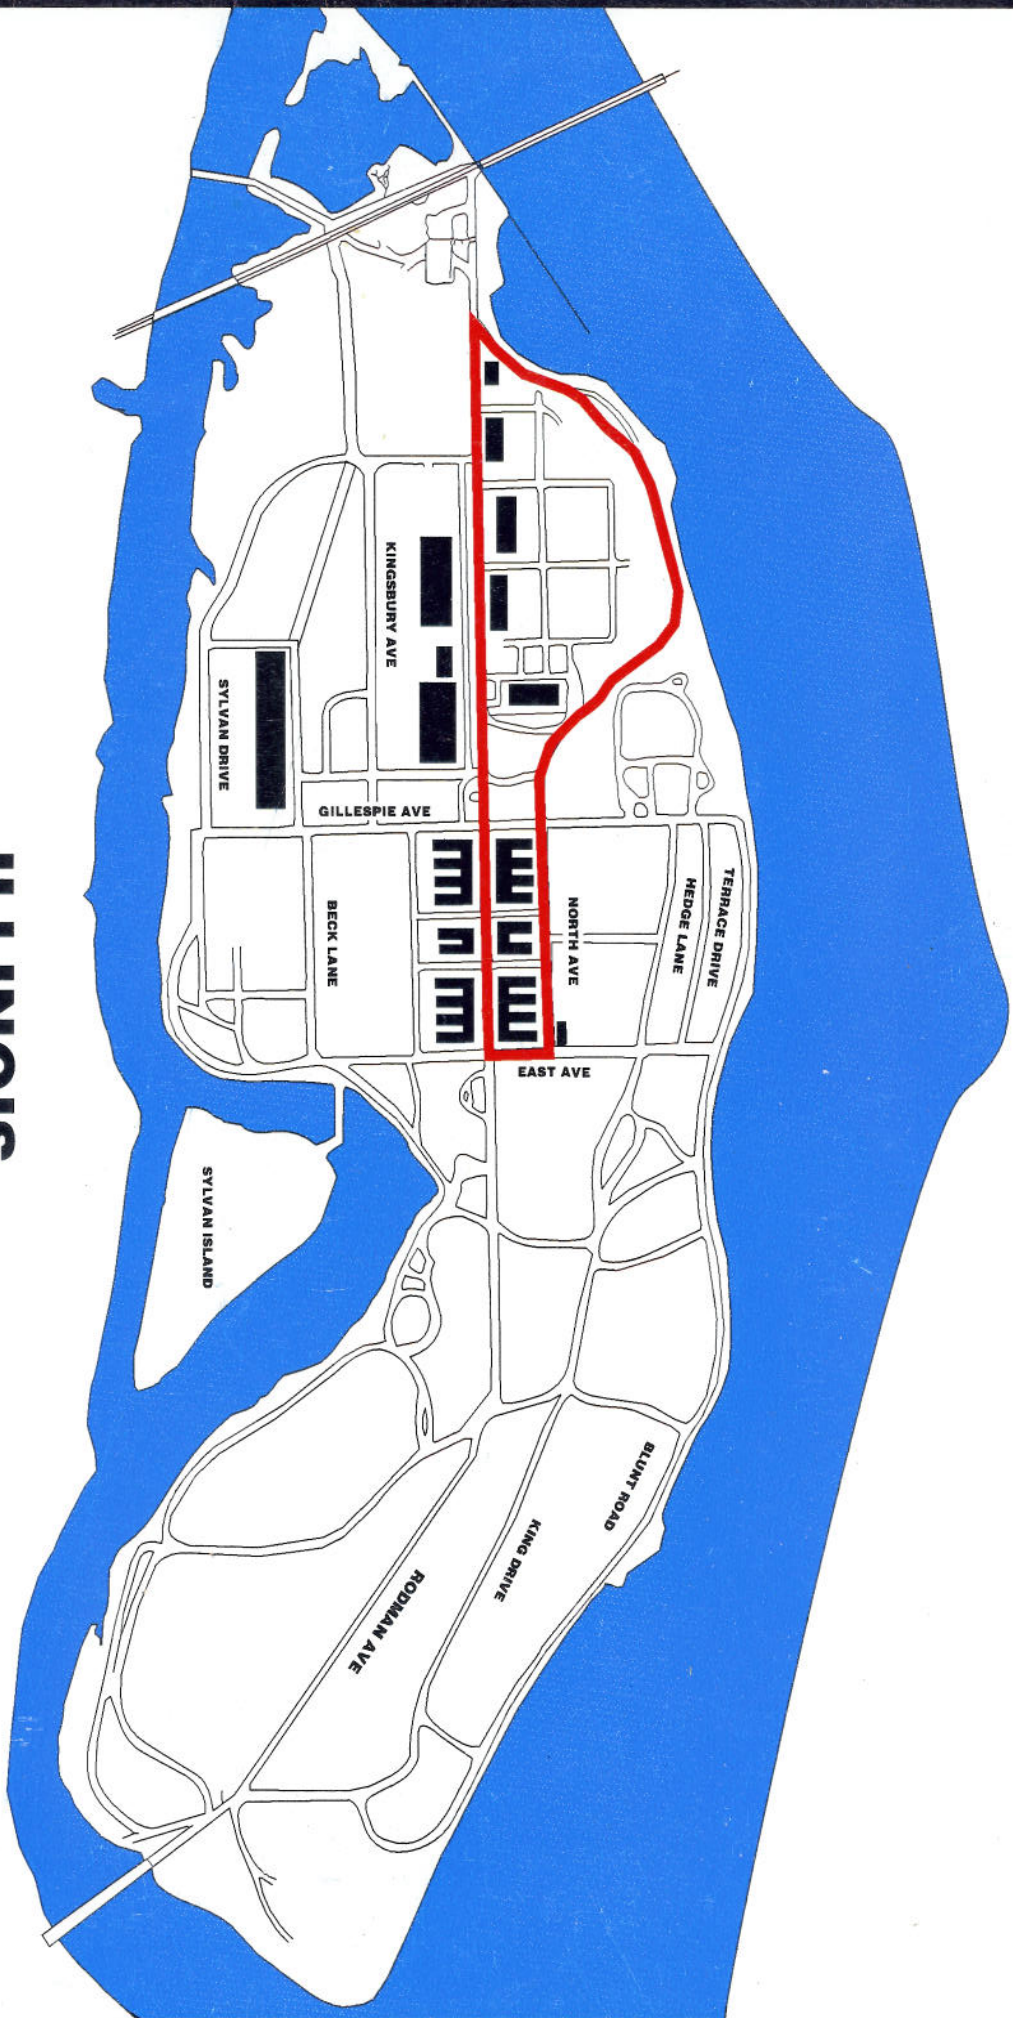 KINGSBURY AVE
SYLVAN DRIVE
GILLESPIE AVE
BECK LANE
NORTH AVE
HEDGE LANE
TERRACE DRIVE
EAST AVE
SYLVAN ISLAND
BLUNT ROAD
KING DRIVE
RODMAN AVE